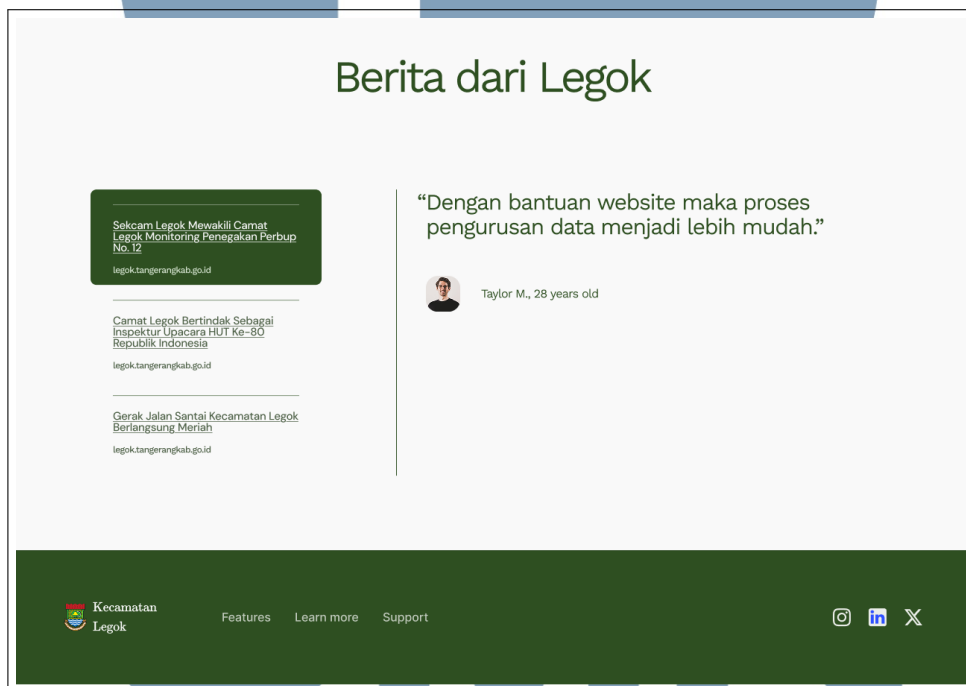 Berita dari Legok
Sekcam Legok Mewakili Camat
Legok Monitoring Penegakan Perbup
No. 12
legok.tangerangkab.go.id
Camat Legok Bertindak Sebagai
Inspektur Upacara HUT Ke-80
Republik Indonesia
legok.tangerangkab.go.id
Gerak Jalan Santai Kecamatan Legok
Berlangsung Meriah
legok.tangerangkab.go.id
“Dengan bantuan website maka proses
pengurusan data menjadi lebih mudah.”
Taylor M., 28 years old
Kecamatan
Legok
Features Learn more Support
in X